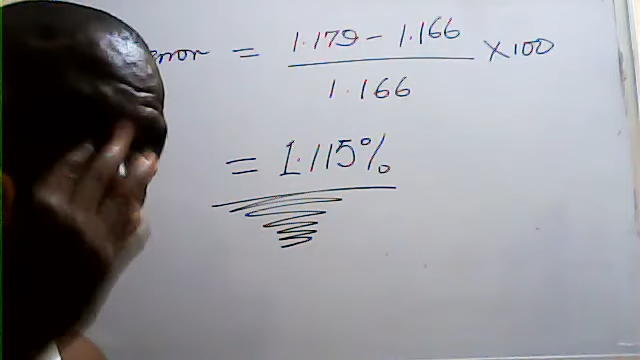 error = 1.179 - 1.166 / 1.166 × 100
= 1.115%